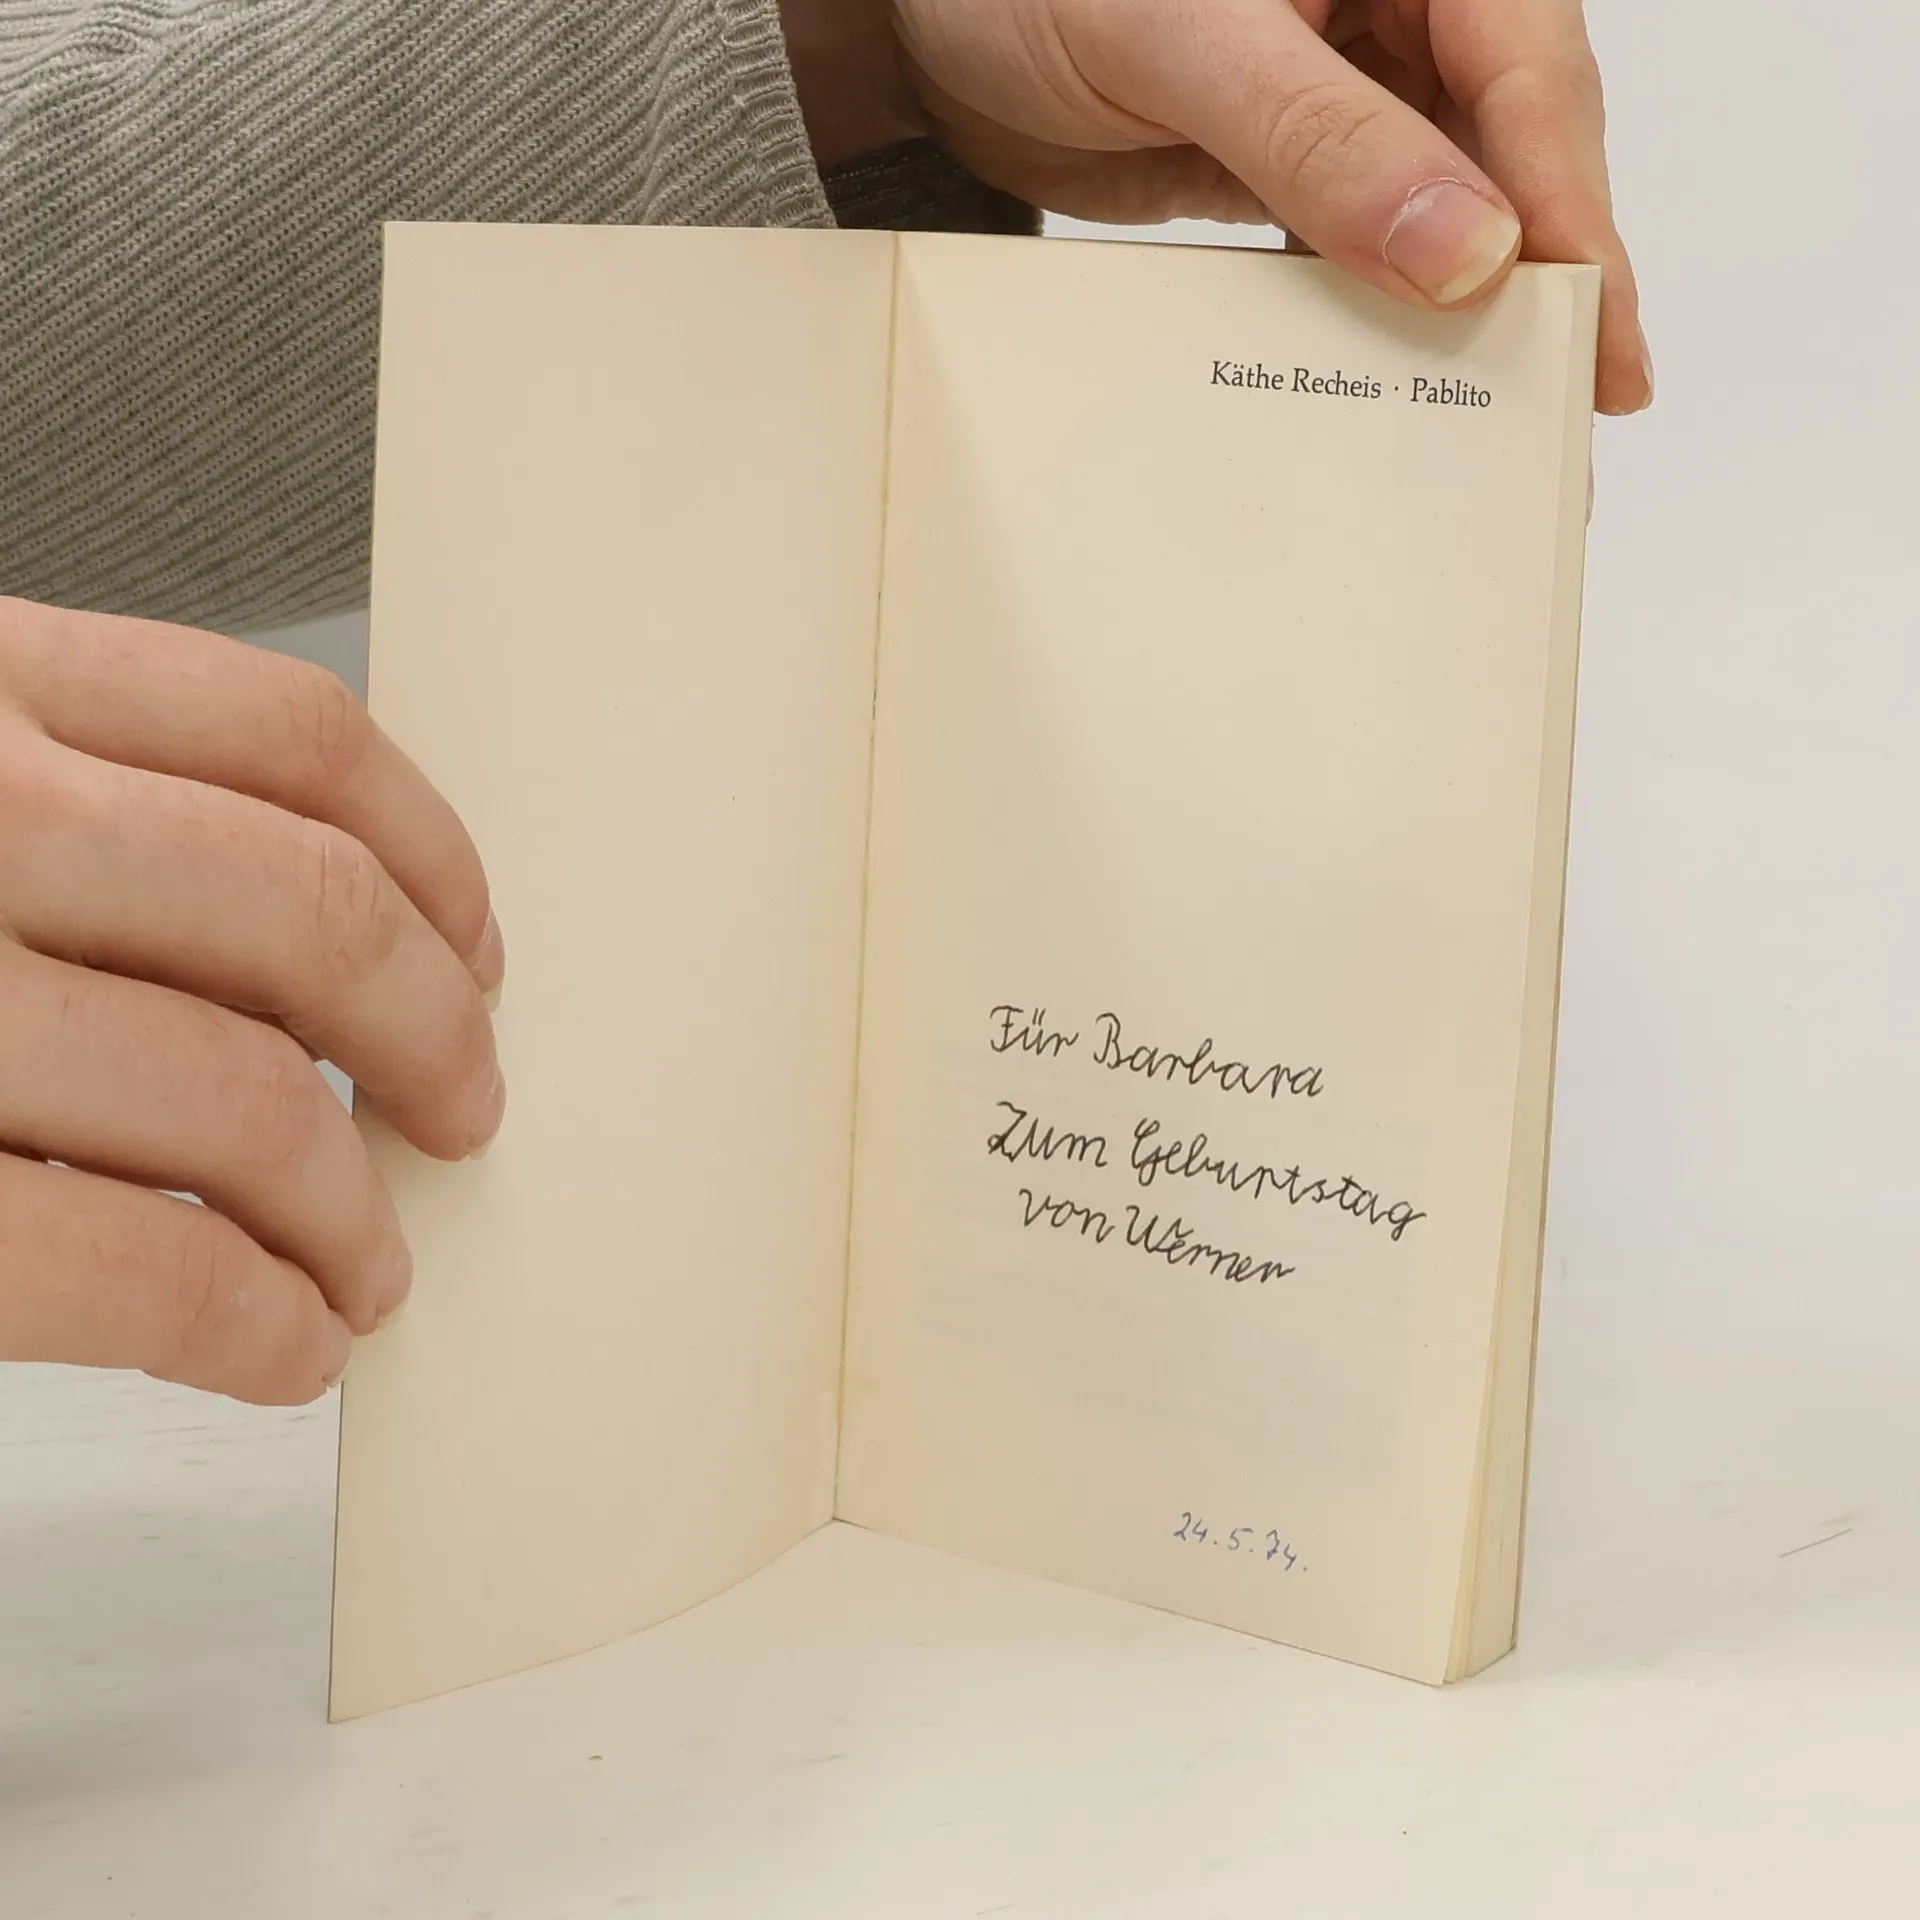 Käthe Recheis · Pablito
Für Barbara
Zum Geburtstag
von Werner
24.5.74.